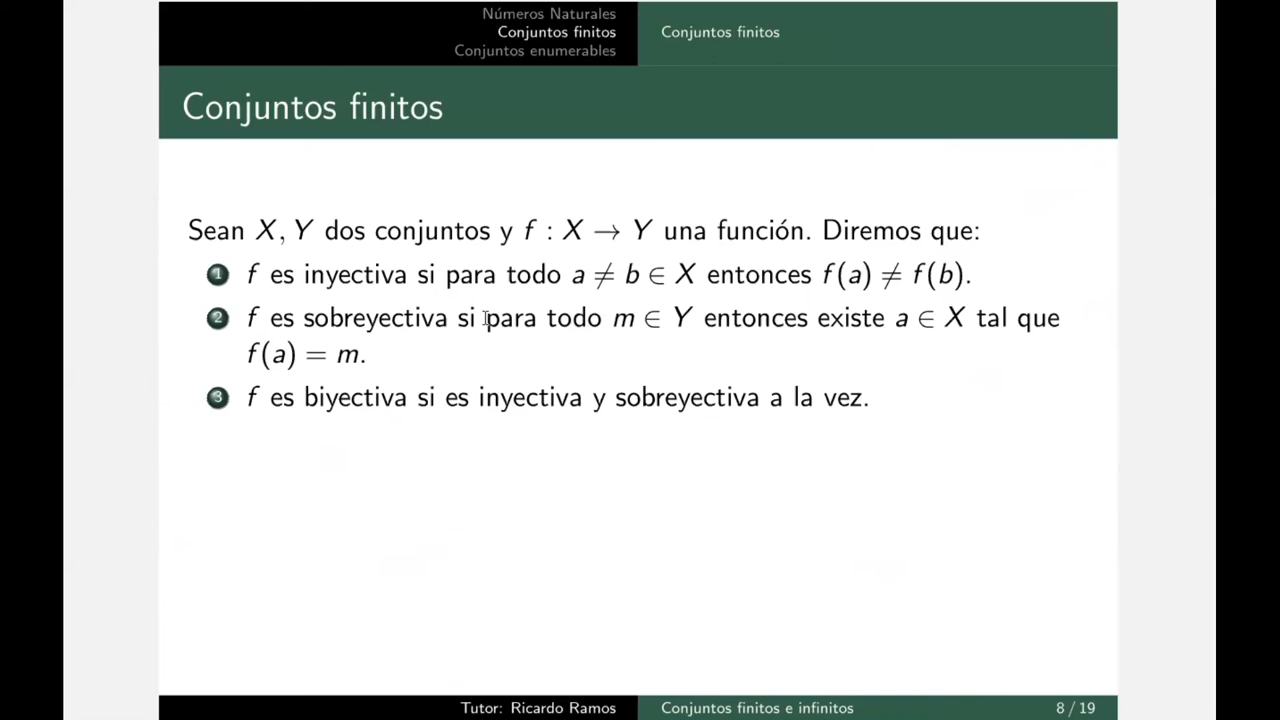 Números Naturales
Conjuntos finitos
Conjuntos enumerables
Conjuntos finitos
Conjuntos finitos
Sean X, Y dos conjuntos y f : X → Y una función. Diremos que:
1 f es inyectiva si para todo a ≠ b ∈ X entonces f(a) ≠ f(b).
2 f es sobreyectiva si para todo m ∈ Y entonces existe a ∈ X tal que
f(a) = m.
3 f es biyectiva si es inyectiva y sobreyectiva a la vez.
Tutor: Ricardo Ramos
Conjuntos finitos e infinitos
8 / 19